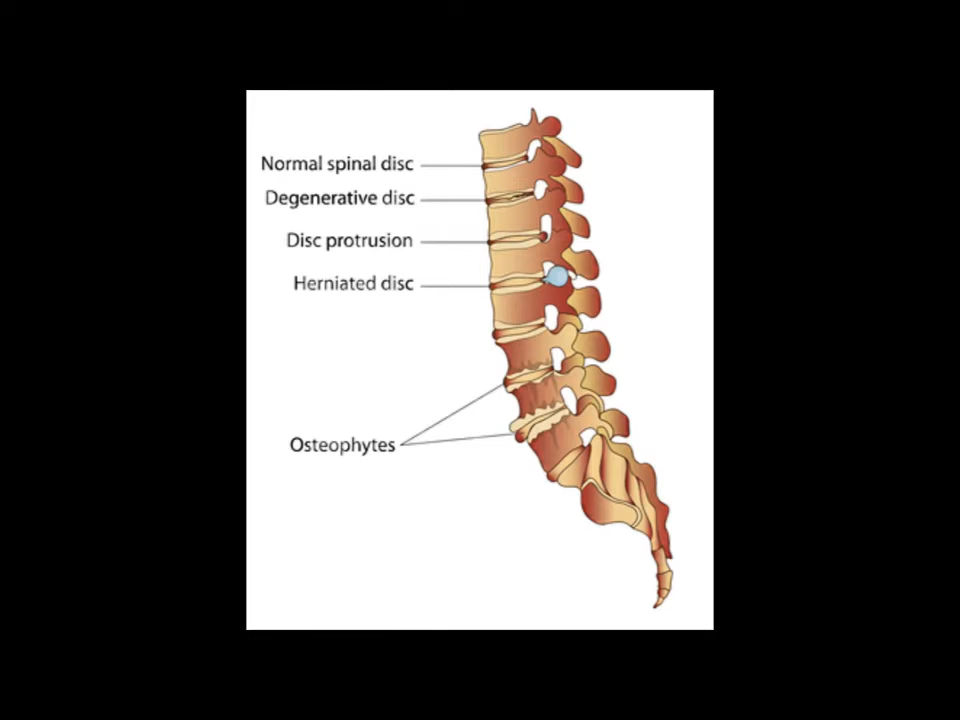 Normal spinal disc
Degenerative disc
Disc protrusion
Herniated disc
Osteophytes